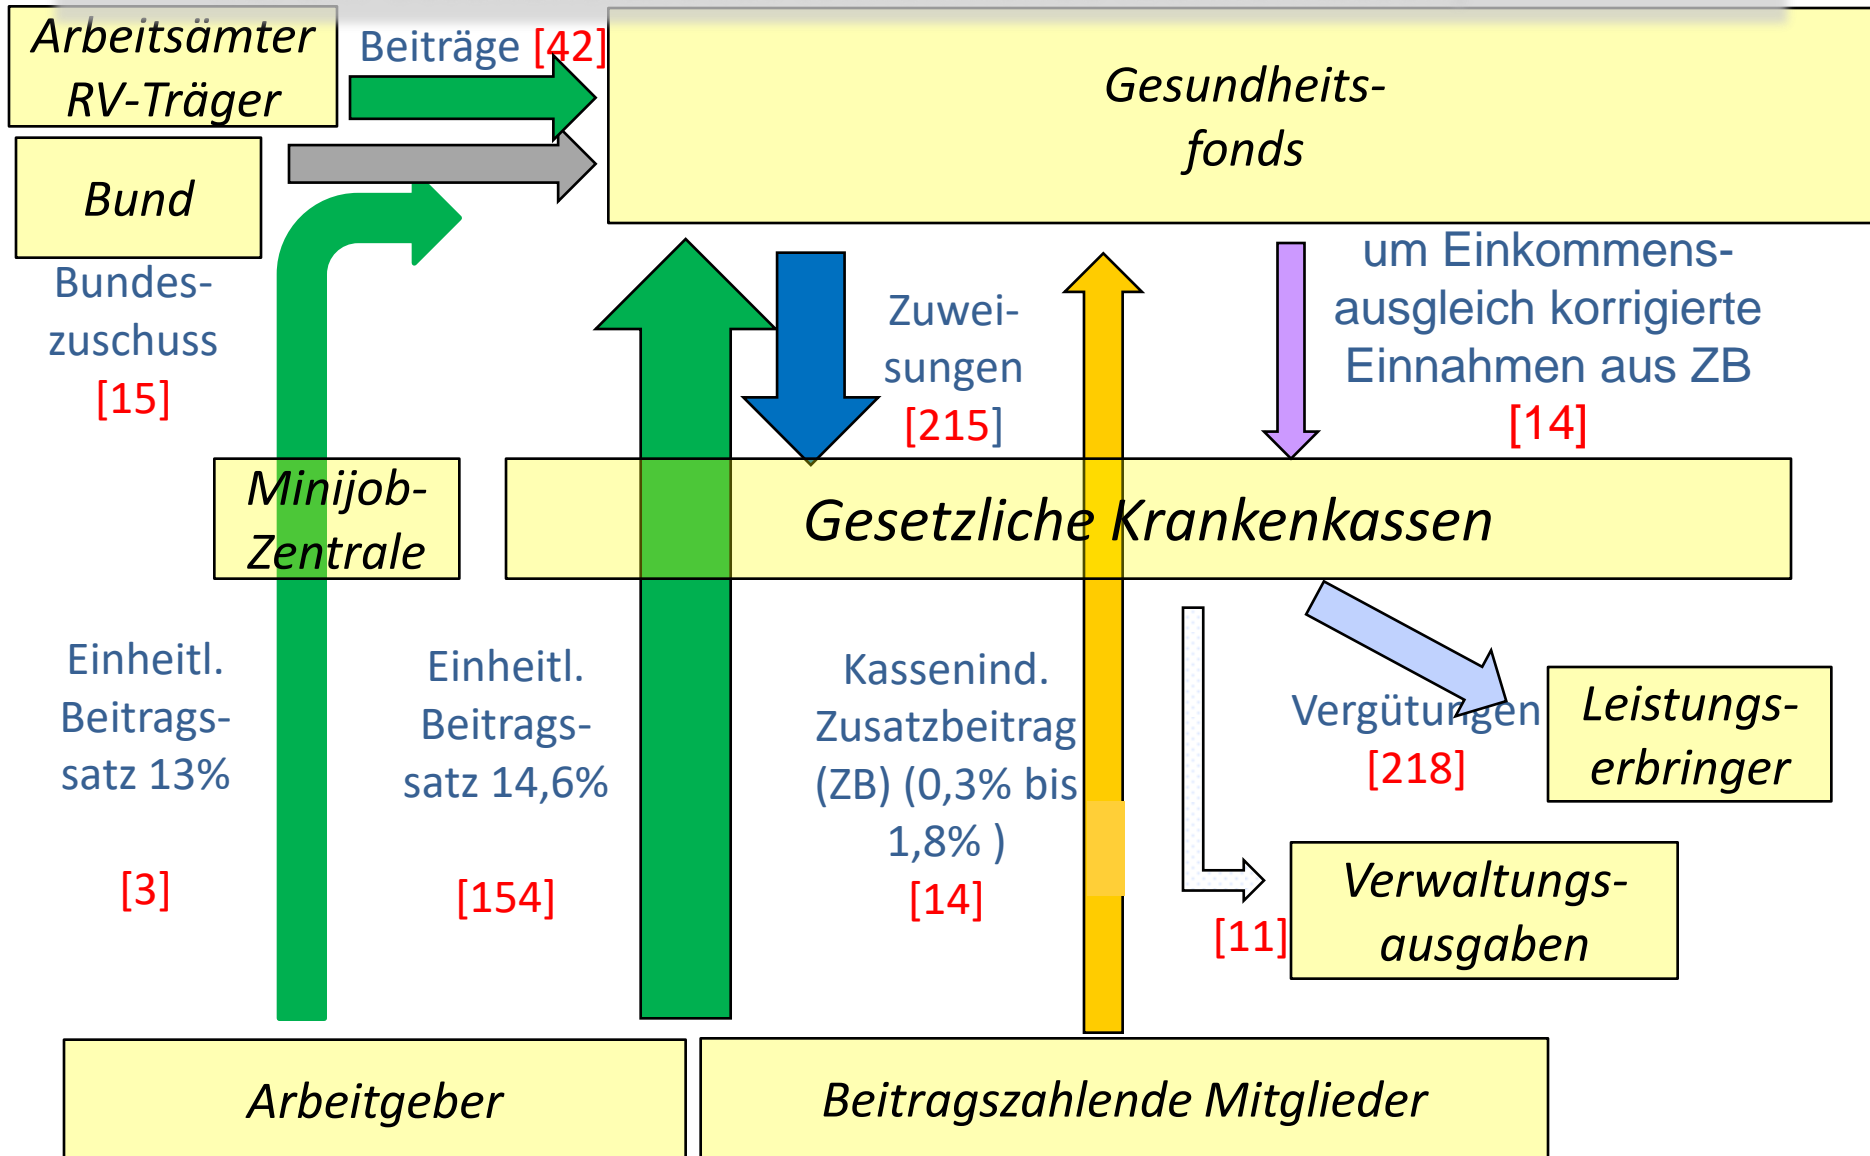 Arbeitsämter
RV-Träger
Beiträge [42]
Gesundheits-
fonds
Bund
Bundes-
zuschuss
[15]
Zuwei-
sungen
[215]
um Einkommens-
ausgleich korrigierte
Einnahmen aus ZB
[14]
Minijob-
Zentrale
Gesetzliche Krankenkassen
Einheitl.
Beitrags-
satz 13%
[3]
Einheitl.
Beitrags-
satz 14,6%
[154]
Kassenind.
Zusatzbeitrag
(ZB) (0,3% bis
1,8% )
[14]
Vergütungen
[218]
Leistungs-
erbringer
[11]
Verwaltungs-
ausgaben
Arbeitgeber
Beitragszahlende Mitglieder